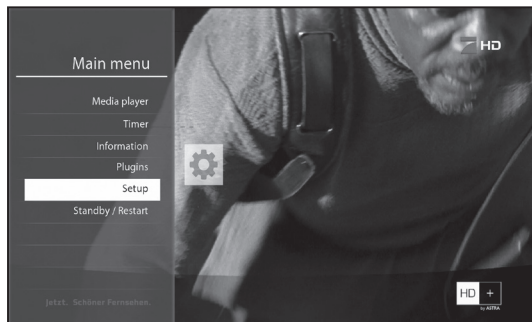 Main menu
HD
Media player
Timer
Information
Plugins
Setup
Standby / Restart
Jetzt. Schöner Fernsehen.
HD +
by ASTRA